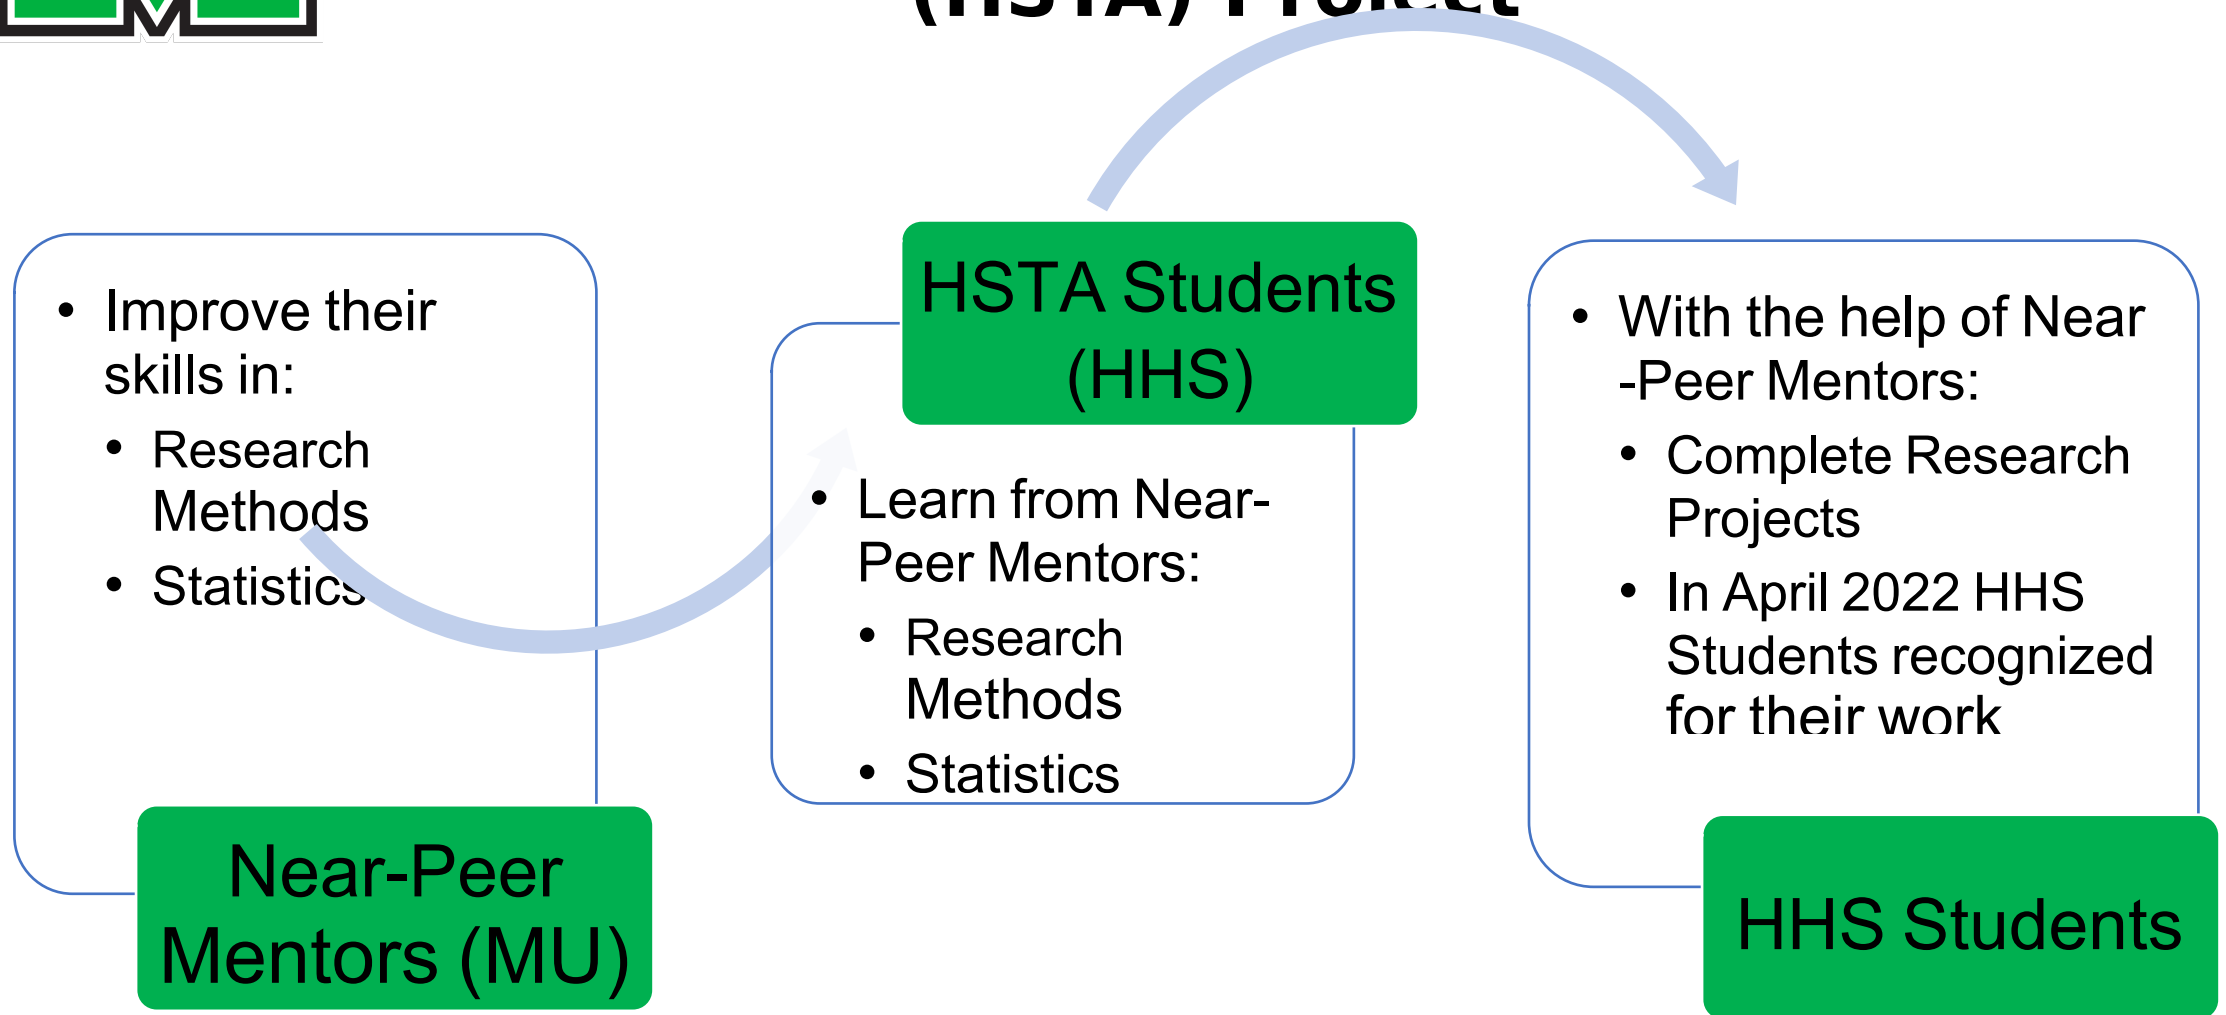 (HSTA) Project
• Improve their
skills in:
• Research
Methods
• Statistics
Near-Peer
Mentors (MU)
HSTA Students
(HHS)
• Learn from Near-
Peer Mentors:
• Research
Methods
• Statistics
• With the help of Near
-Peer Mentors:
• Complete Research
Projects
• In April 2022 HHS
Students recognized
for their work
HHS Students